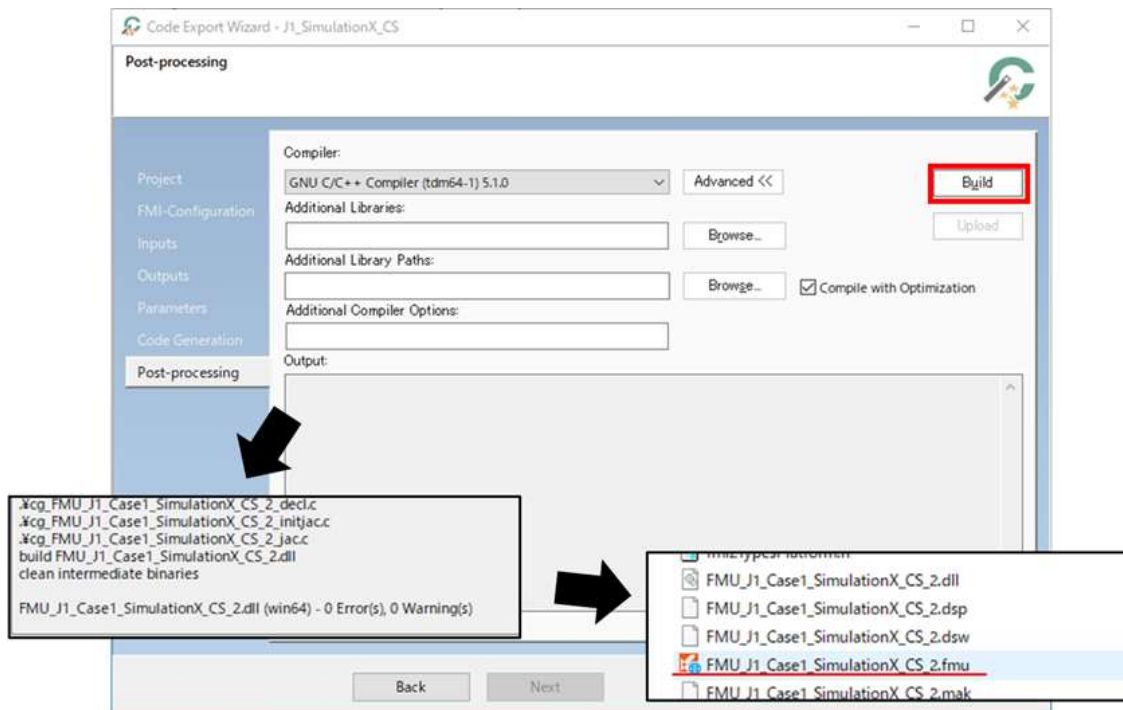 Code Export Wizard - J1_SimulationX_CS
Post-processing
Project
FMI-Configuration
Inputs
Outputs
Parameters
Code Generation
Post-processing
Compiler:
GNU C/C++ Compiler (tdm64-1) 5.1.0
Advanced <<
Build
Additional Libraries:
Browse...
Upload
Additional Library Paths:
Browse...
Compile with Optimization
Additional Compiler Options:
Output:
.¥cg_FMU_J1_Case1_SimulationX_CS_2_decl.c
.¥cg_FMU_J1_Case1_SimulationX_CS_2_initjac.c
.¥cg_FMU_J1_Case1_SimulationX_CS_2_jac.c
build FMU_J1_Case1_SimulationX_CS_2.dll
clean intermediate binaries
FMU_J1_Case1_SimulationX_CS_2.dll (win64) - 0 Error(s), 0 Warning(s)
fmi2TypesPlatform.h
FMU_J1_Case1_SimulationX_CS_2.dll
FMU_J1_Case1_SimulationX_CS_2.dsp
FMU_J1_Case1_SimulationX_CS_2.dsw
FMU_J1_Case1_SimulationX_CS_2.fmu
FMU_J1_Case1_SimulationX_CS_2.mak
Back
Next